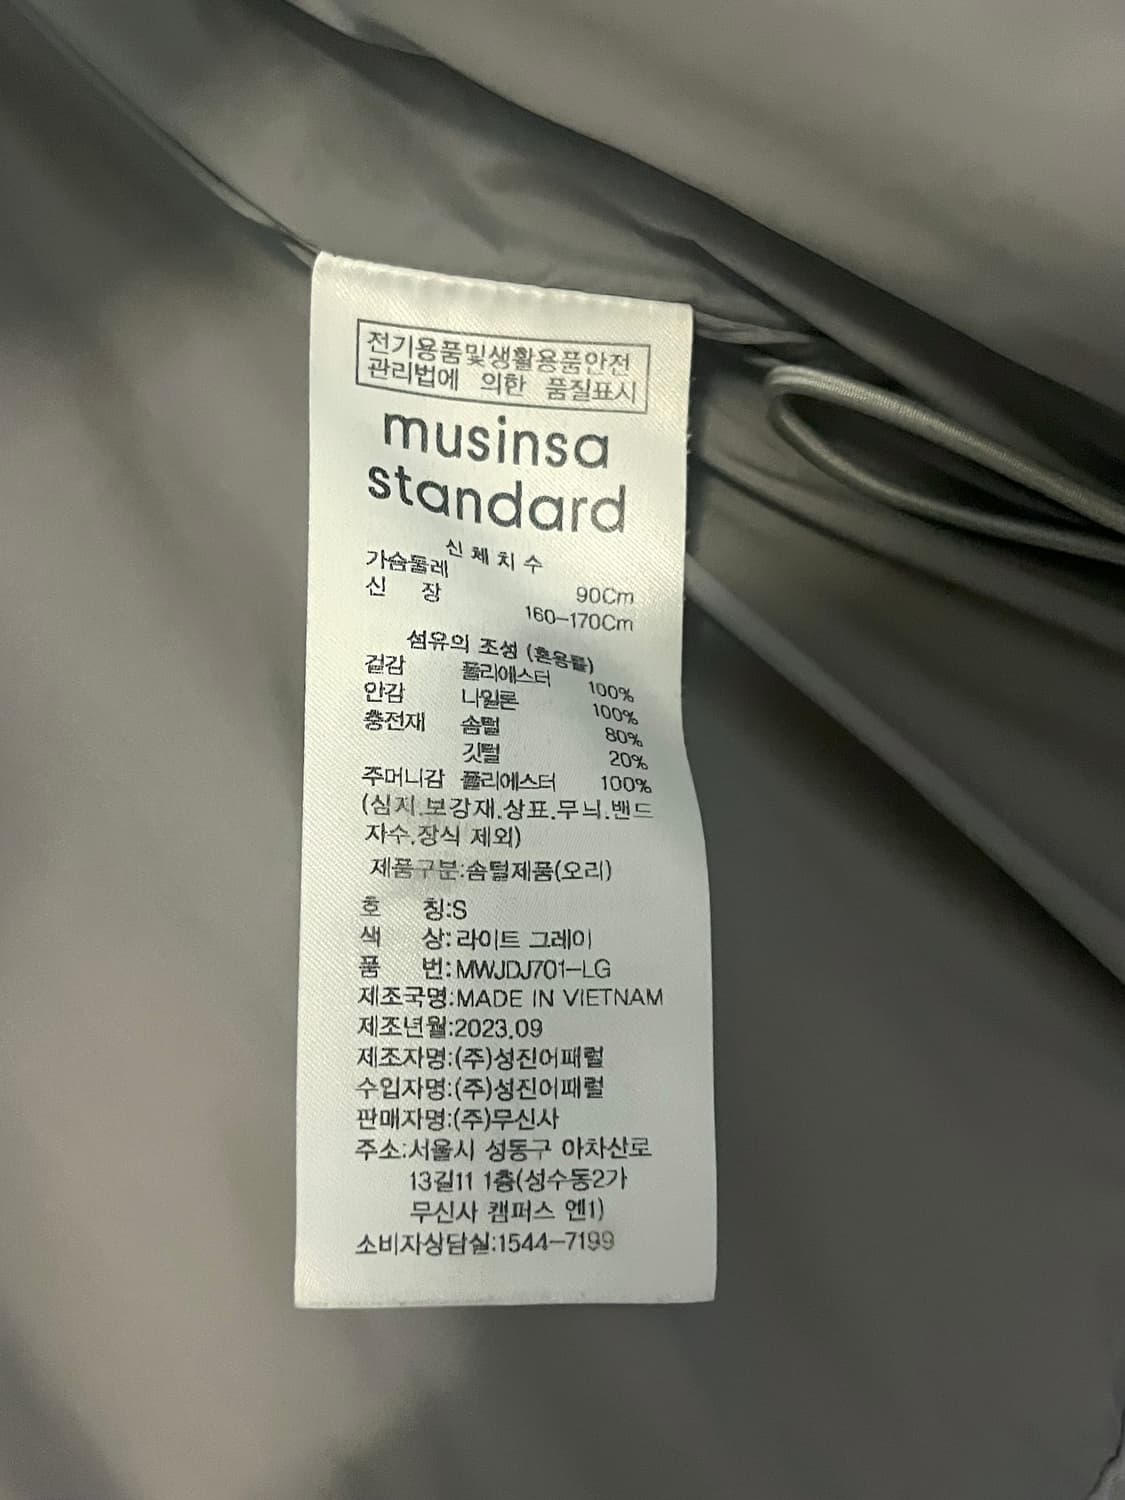 전기용품및생활용품안전
관리법에 의한 품질표시
musinsa
standard
신체치수
가슴둘레 90Cm
신 장 160-170Cm
섬유의 조성 (혼용률)
겉감 폴리에스터 100%
안감 나일론 100%
충전재 솜털 80%
깃털 20%
주머니감 폴리에스터 100%
(심지.보강재.상표.무늬.밴드
자수.장식 제외)
제품구분:솜털제품(오리)
호 칭:S
색 상:라이트 그레이
품 번:MWJDJ701-LG
제조국명:MADE IN VIETNAM
제조년월:2023.09
제조자명:(주)성진어패럴
수입자명:(주)성진어패럴
판매자명:(주)무신사
주소:서울시 성동구 아차산로
13길11 1층(성수동2가
무신사 캠퍼스 엔1)
소비자상담실:1544-7199